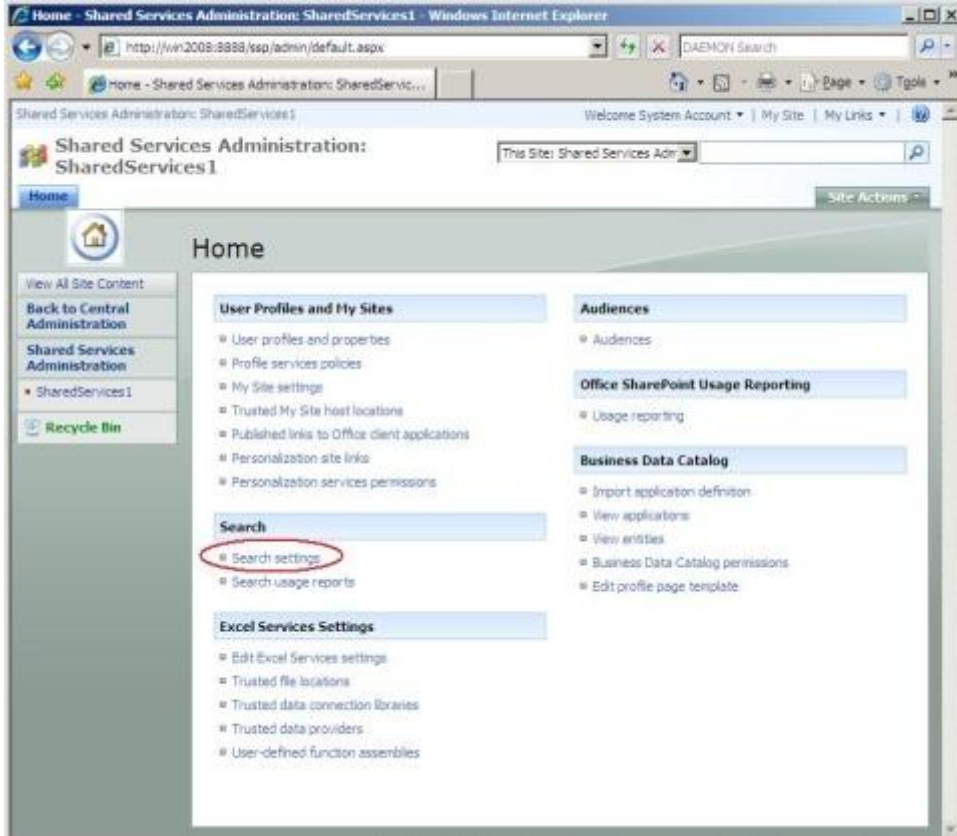 Home - Shared Services Administration: SharedServices1 - Windows Internet Explorer
http://win2008:8888/ssp/admin/default.aspx
DAEMON Search
Home - Shared Services Administration: SharedServic...
Page
Tools
Shared Services Administration: SharedServices1
Welcome System Account
My Site
My Links
Shared Services Administration:
SharedServices1
This Site: Shared Services Adm
Home
Site Actions
Home
View All Site Content
Back to Central
Administration
Shared Services
Administration
SharedServices1
Recycle Bin
User Profiles and My Sites
User profiles and properties
Profile services policies
My Site settings
Trusted My Site host locations
Published links to Office client applications
Personalization site links
Personalization services permissions
Search
Search settings
Search usage reports
Excel Services Settings
Edit Excel Services settings
Trusted file locations
Trusted data connection libraries
Trusted data providers
User-defined function assemblies
Audiences
Audiences
Office SharePoint Usage Reporting
Usage reporting
Business Data Catalog
Import application definition
View applications
View entities
Business Data Catalog permissions
Edit profile page template